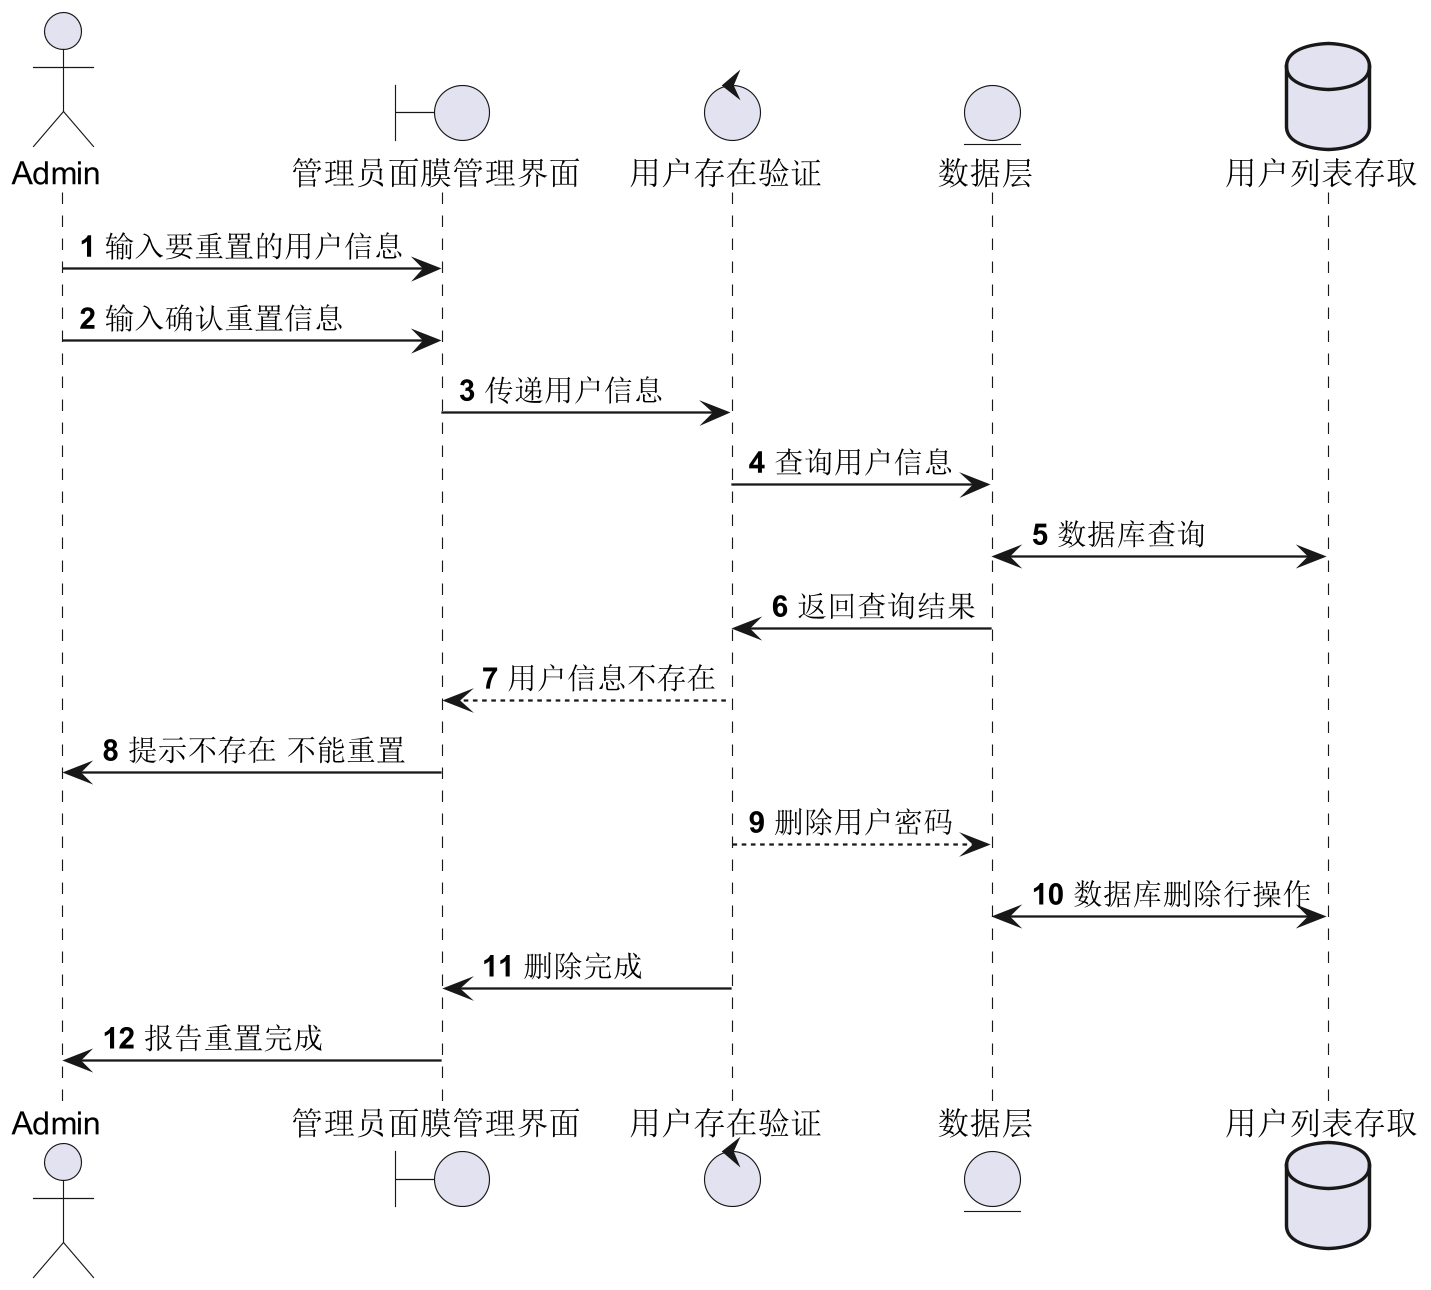 Admin
管理员面膜管理界面
用户存在验证
数据层
用户列表存取
1 输入要重置的用户信息
2 输入确认重置信息
3 传递用户信息
4 查询用户信息
5 数据库查询
6 返回查询结果
7 用户信息不存在
8 提示不存在 不能重置
9 删除用户密码
10 数据库删除行操作
11 删除完成
12 报告重置完成
Admin
管理员面膜管理界面
用户存在验证
数据层
用户列表存取